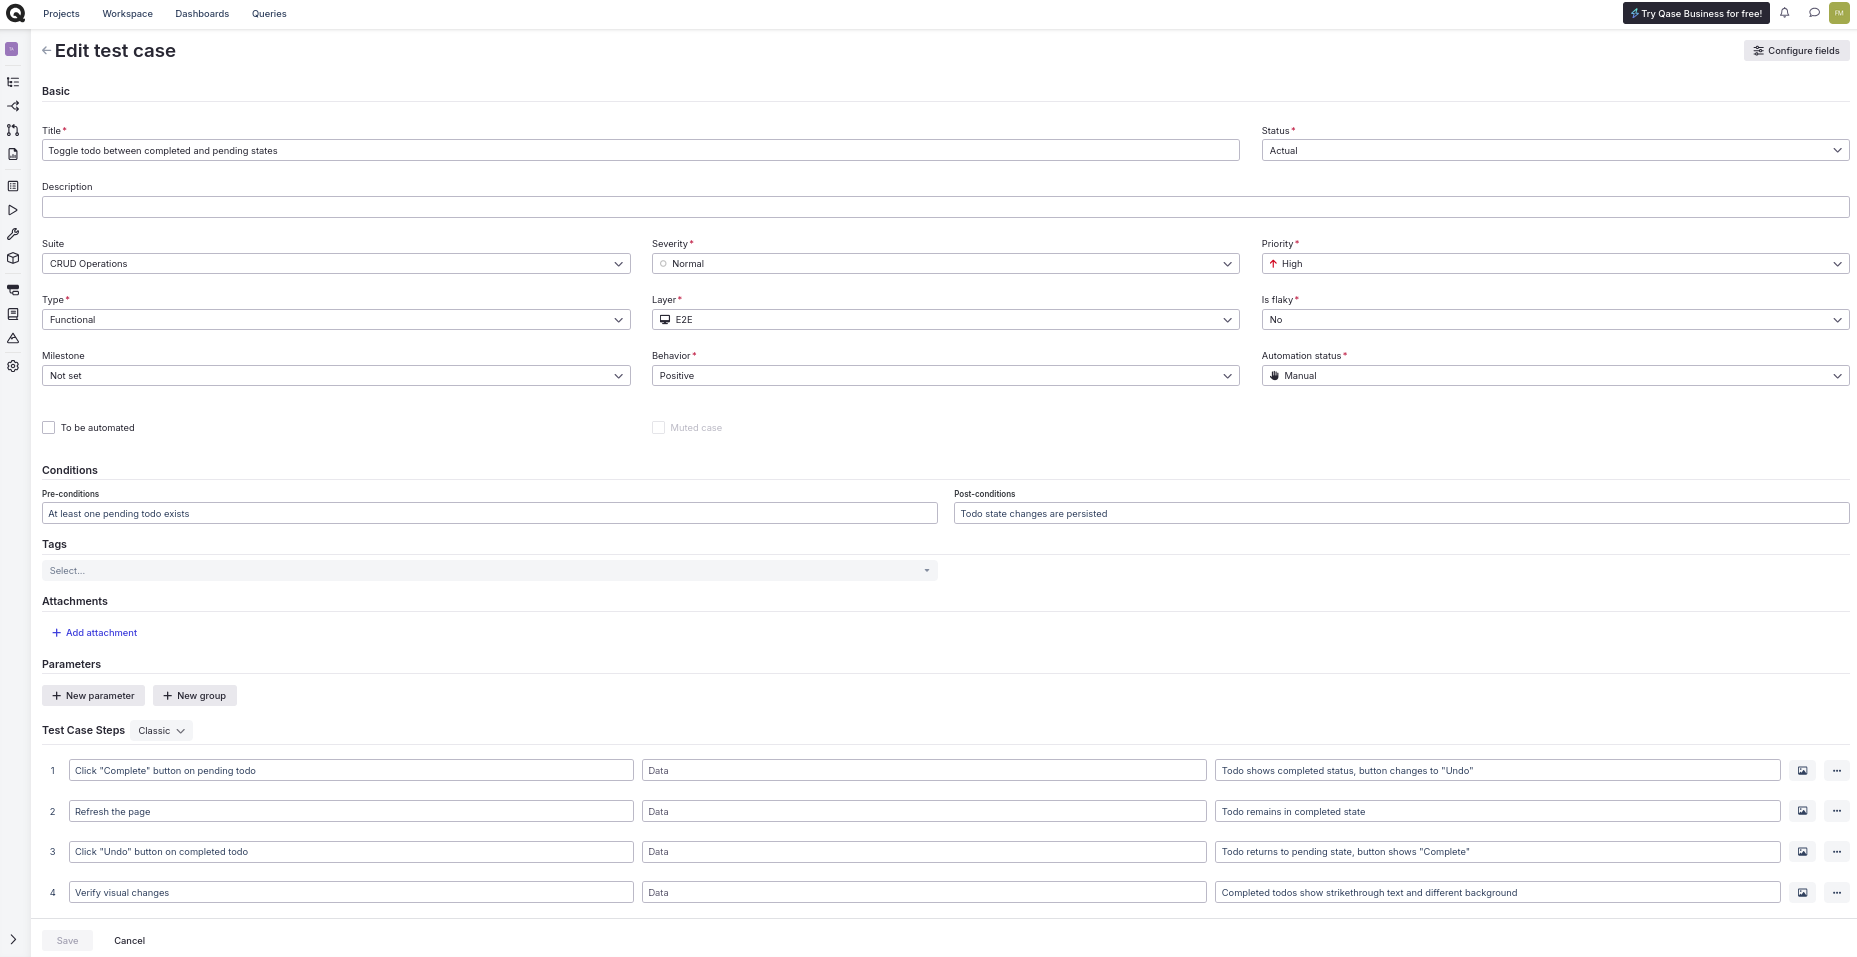 Projects Workspace Dashboards Queries Try Qase Business for free! FM
Edit test case Configure fields
Basic
Title* Status*
Toggle todo between completed and pending states Actual
Description
Suite Severity* Priority*
CRUD Operations Normal High
Type* Layer* Is flaky*
Functional E2E No
Milestone Behavior* Automation status*
Not set Positive Manual
To be automated Muted case
Conditions
Pre-conditions Post-conditions
At least one pending todo exists Todo state changes are persisted
Tags
Select...
Attachments
+ Add attachment
Parameters
+ New parameter + New group
Test Case Steps Classic
1 Click "Complete" button on pending todo Data Todo shows completed status, button changes to "Undo"
2 Refresh the page Data Todo remains in completed state
3 Click "Undo" button on completed todo Data Todo returns to pending state, button shows "Complete"
4 Verify visual changes Data Completed todos show strikethrough text and different background
Save Cancel